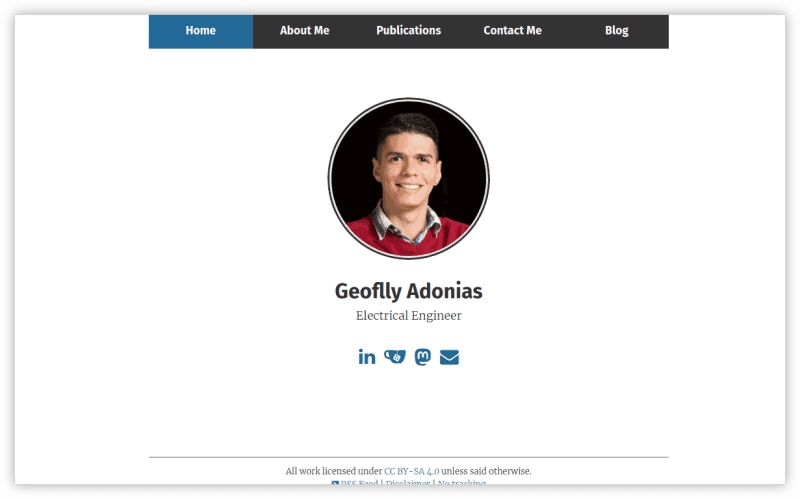 Home About Me Publications Contact Me Blog
Geoflly Adonias
Electrical Engineer
in
All work licensed under CC BY-SA 4.0 unless said otherwise.
RSS Feed | Disclaimer | No tracking